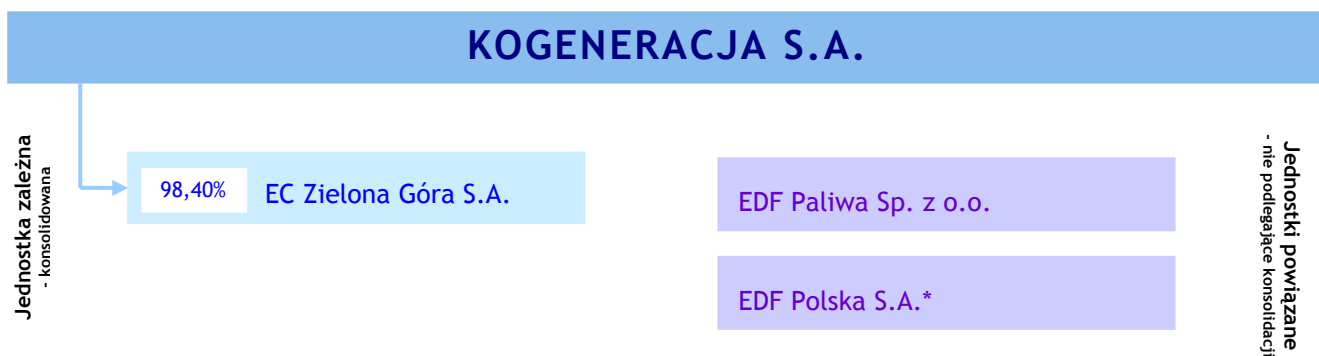 KOGENERACJA S.A.
Jednostka zależna
- konsolidowana
98,40%
EC Zielona Góra S.A.
EDF Paliwa Sp. z o.o.
EDF Polska S.A.*
Jednostki powiązane
- nie podlegające konsolidacji